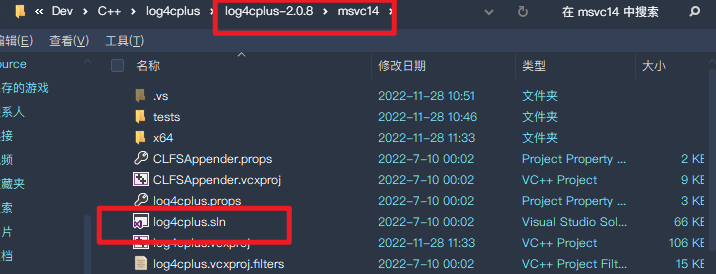 « Dev › C++ › log4cplus › log4cplus-2.0.8 › msvc14 › 在 msvc14 中搜索
编辑(E) 查看(V) 工具(T)
ource 名称 修改日期 类型 大小
存的游戏 .vs 2022-11-28 10:51 文件夹
系人 tests 2022-11-28 10:46 文件夹
接 x64 2022-11-28 11:33 文件夹
频 CLFSAppender.props 2022-7-10 00:02 Project Property ... 2 KB
藏夹 CLFSAppender.vcxproj 2022-7-10 00:02 VC++ Project 9 KB
索 log4cplus.props 2022-7-10 00:02 Project Property ... 3 KB
片 log4cplus.sln 2022-7-10 00:02 Visual Studio Sol... 66 KB
档 log4cplus.vcxproj 2022-11-28 11:33 VC++ Project 106 KB
log4cplus.vcxproj.filters 2022-7-10 00:02 VC++ Project Filt... 15 KB